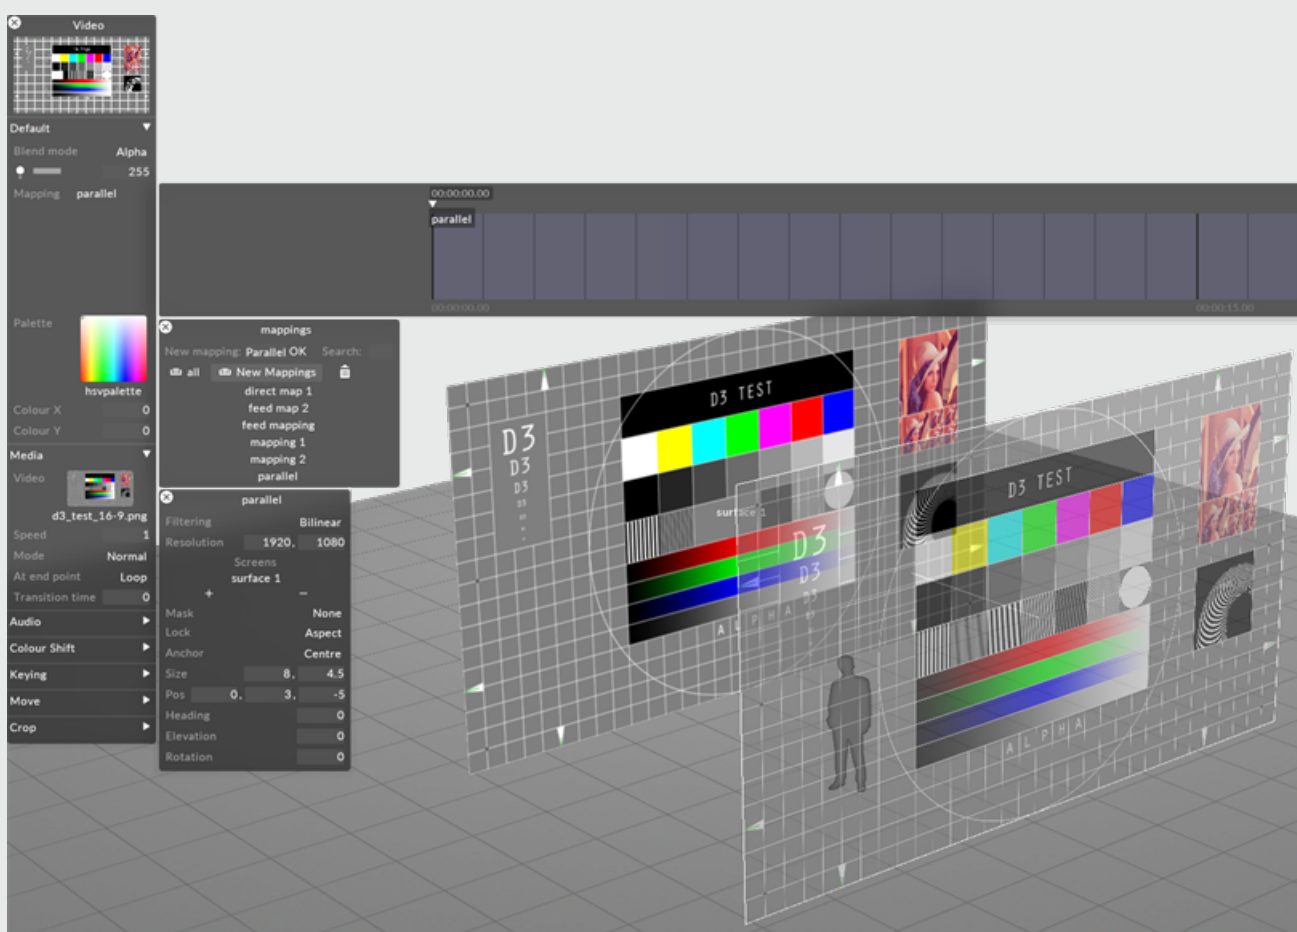 Video
Default
Blend mode Alpha
255
Mapping parallel
Palette
hsvpalette
Colour X 0
Colour Y 0
Media
Video
d3_test_16-9.png
Speed 1
Mode Normal
At end point Loop
Transition time 0
Audio
Colour Shift
Keying
Move
Crop
00:00:00.00
parallel
00:00:00.00 00:00:15.00
mappings
New mapping: Parallel OK Search:
all New Mappings
direct map 1
feed map 2
feed mapping
mapping 1
mapping 2
parallel
parallel
Filtering Bilinear
Resolution 1920, 1080
Screens
surface 1
+ −
Mask None
Lock Aspect
Anchor Centre
Size 8, 4.5
Pos 0, 3, -5
Heading 0
Elevation 0
Rotation 0
D3 TEST
D3
D3
D3
D3
surface 1
ALPHA
D3 TEST
D3
D3
D3
ALPHA